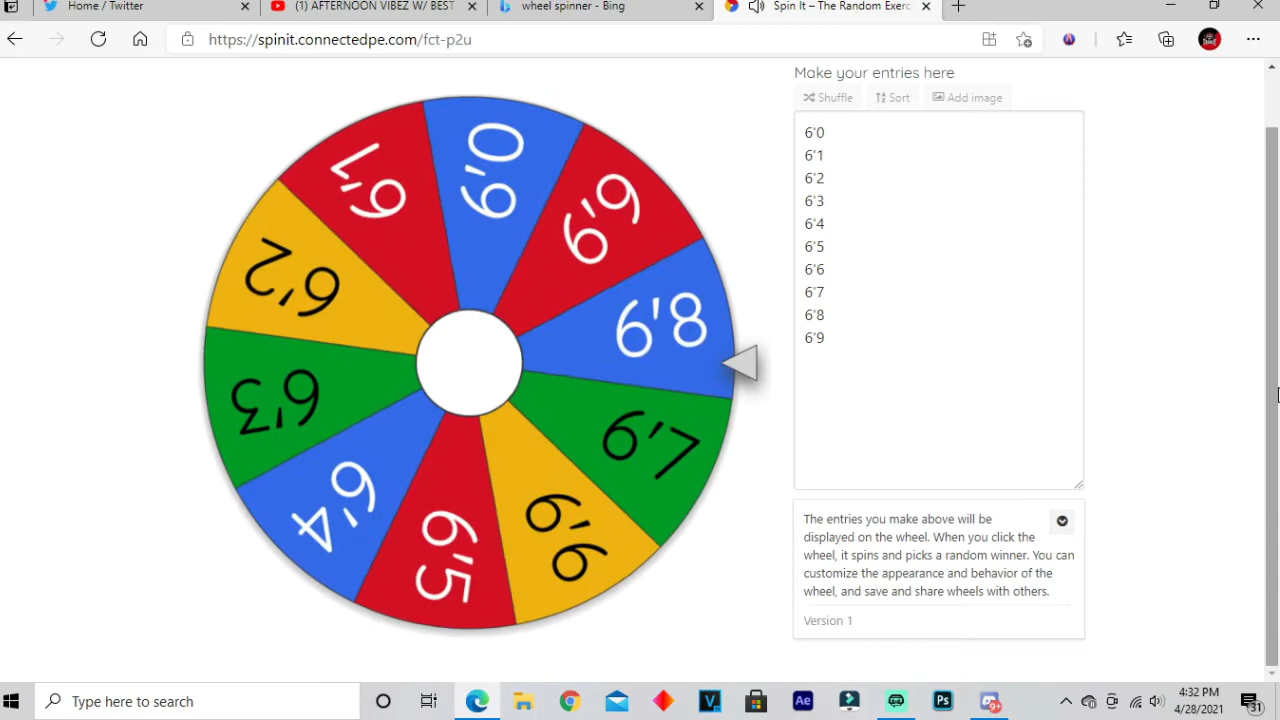 Home / Twitter
(1) AFTERNOON VIBEZ W/ BEST
wheel spinner - Bing
Spin It – The Random Exerc
https://spinit.connectedpe.com/fct-p2u
Make your entries here
Shuffle
Sort
Add image
6'0
6'1
6'2
6'3
6'4
6'5
6'6
6'7
6'8
6'9
6'0
6'9
6'8
6'7
6'6
6'5
6'4
6'3
6'2
6'1
The entries you make above will be
displayed on the wheel. When you click the
wheel, it spins and picks a random winner. You can
customize the appearance and behavior of the
wheel, and save and share wheels with others.
Version 1
Type here to search
Ae
Ps
9+
4:32 PM
4/28/2021
31